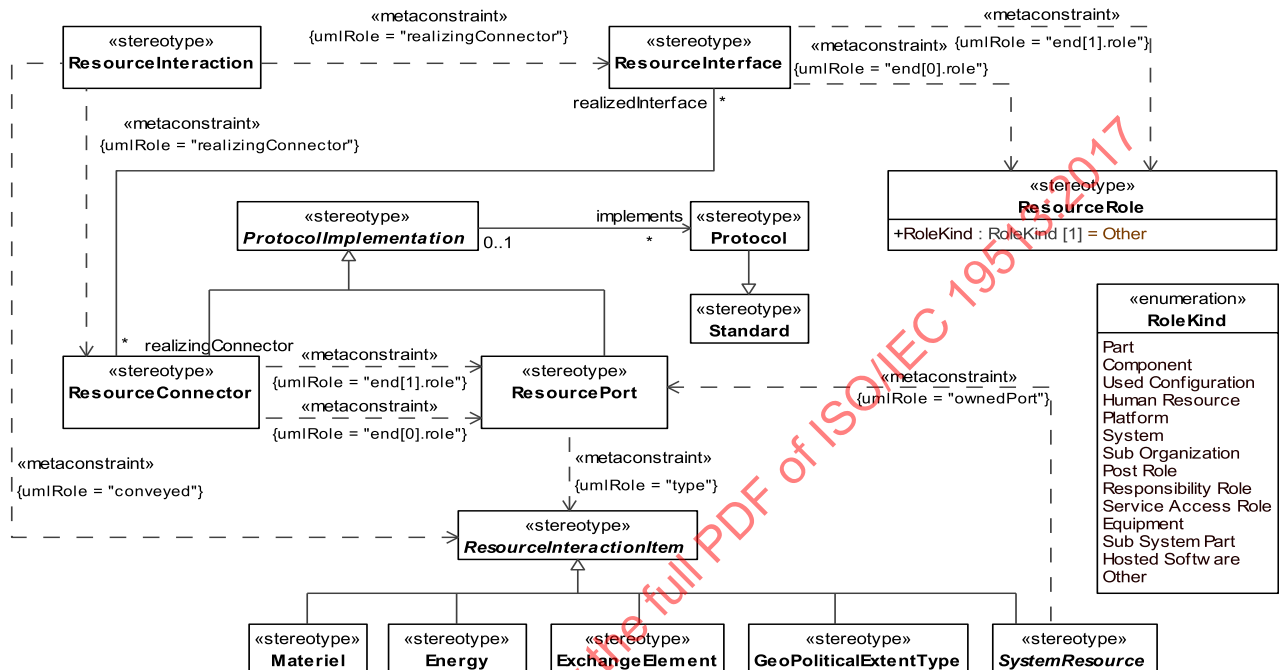 «metaconstraint»
{umlRole = "realizingConnector"}
«metaconstraint»
{umlRole = "end[1].role"}
«metaconstraint»
{umlRole = "end[0].role"}
«stereotype»
ResourceInteraction
«stereotype»
ResourceInterface
realizedInterface
*
«metaconstraint»
{umlRole = "realizingConnector"}
«stereotype»
ResourceRole
+RoleKind : RoleKind [1] = Other
«stereotype»
ProtocolImplementation
0..1
implements
*
«stereotype»
Protocol
«stereotype»
Standard
«enumeration»
RoleKind
Part
Component
Used Configuration
Human Resource
Platform
System
Sub Organization
Post Role
Responsibility Role
Service Access Role
Equipment
Sub System Part
Hosted Software
Other
* realizingConnector
«stereotype»
ResourceConnector
«metaconstraint»
{umlRole = "end[1].role"}
«metaconstraint»
{umlRole = "end[0].role"}
«stereotype»
ResourcePort
«metaconstraint»
{umlRole = "ownedPort"}
«metaconstraint»
{umlRole = "conveyed"}
«metaconstraint»
{umlRole = "type"}
«stereotype»
ResourceInteractionItem
«stereotype»
Materiel
«stereotype»
Energy
«stereotype»
ExchangeElement
«stereotype»
GeoPoliticalExtentType
«stereotype»
SystemResource
the full PDF of ISO/IEC 19513:2017